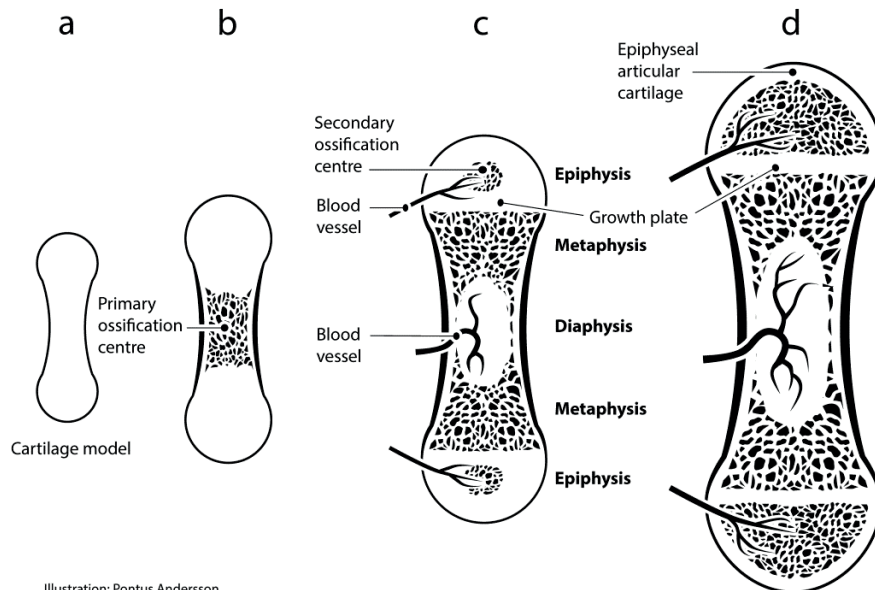 a
b
c
d
Epiphyseal
articular
cartilage
Secondary
ossification
centre
Epiphysis
Blood
vessel
Growth plate
Metaphysis
Primary
ossification
centre
Blood
vessel
Diaphysis
Metaphysis
Cartilage model
Epiphysis
Illustration: Pontus Andersson